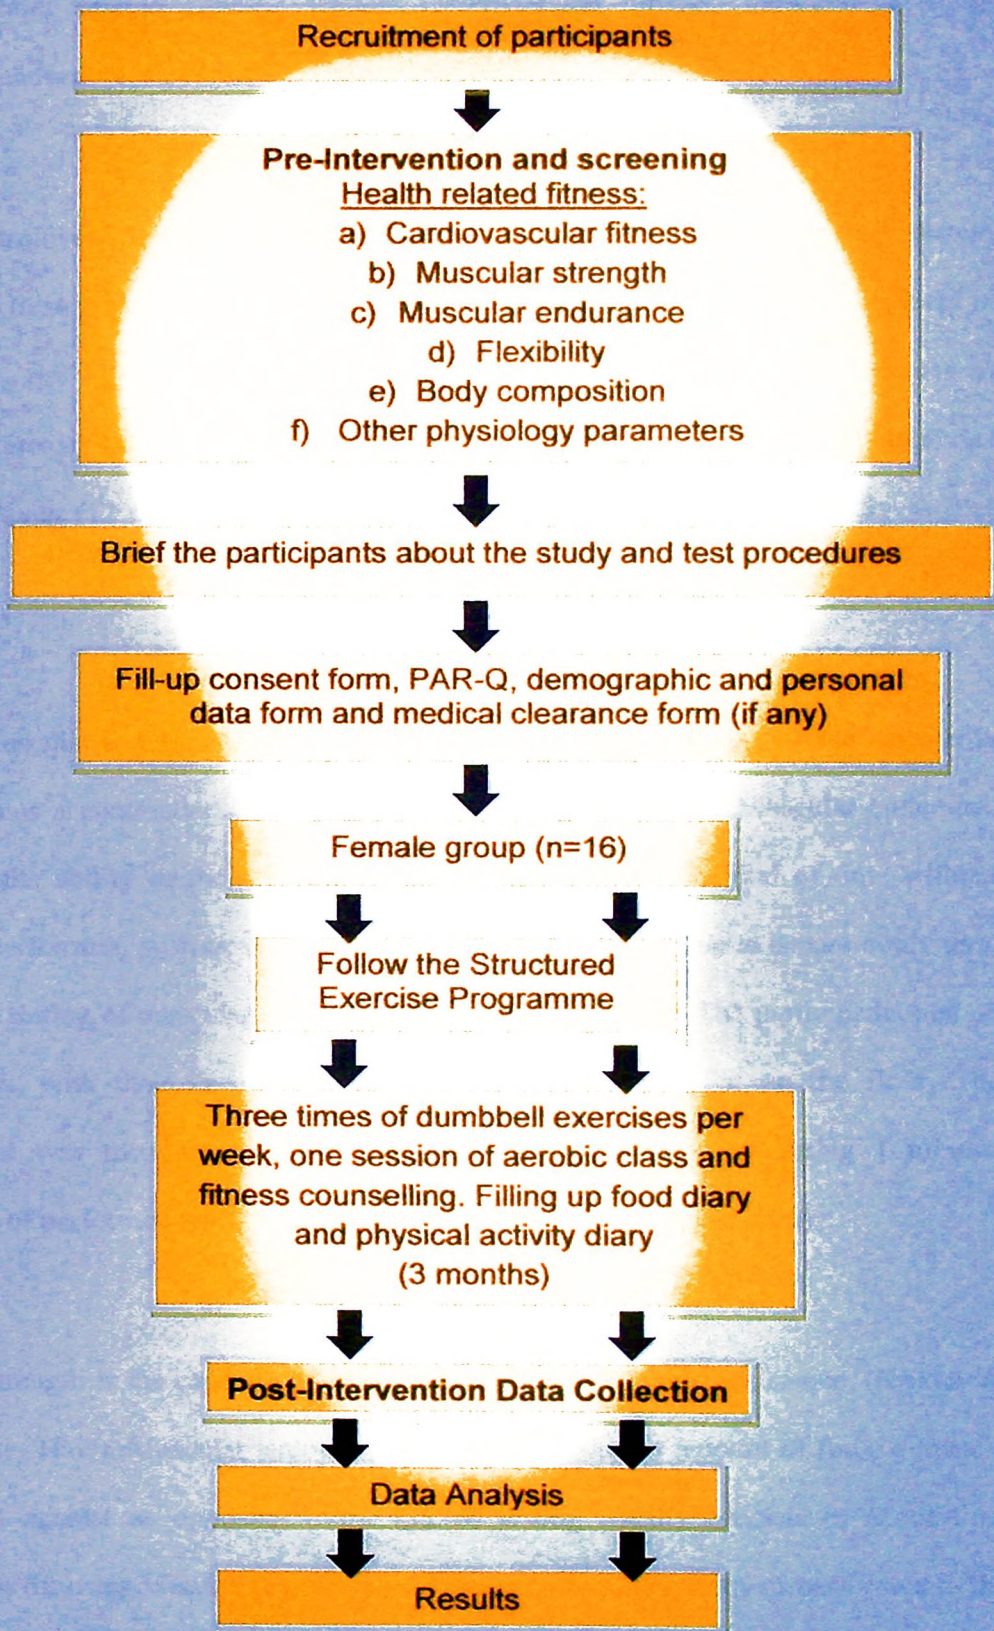 Recruitment of participants
Pre-Intervention and screening
Health related fitness:
a) Cardiovascular fitness
b) Muscular strength
c) Muscular endurance
d) Flexibility
e) Body composition
f) Other physiology parameters
Brief the participants about the study and test procedures
Fill-up consent form, PAR-Q, demographic and personal
data form and medical clearance form (if any)
Female group (n=16)
Follow the Structured
Exercise Programme
Three times of dumbbell exercises per
week, one session of aerobic class and
fitness counselling. Filling up food diary
and physical activity diary
(3 months)
Post-Intervention Data Collection
Data Analysis
Results